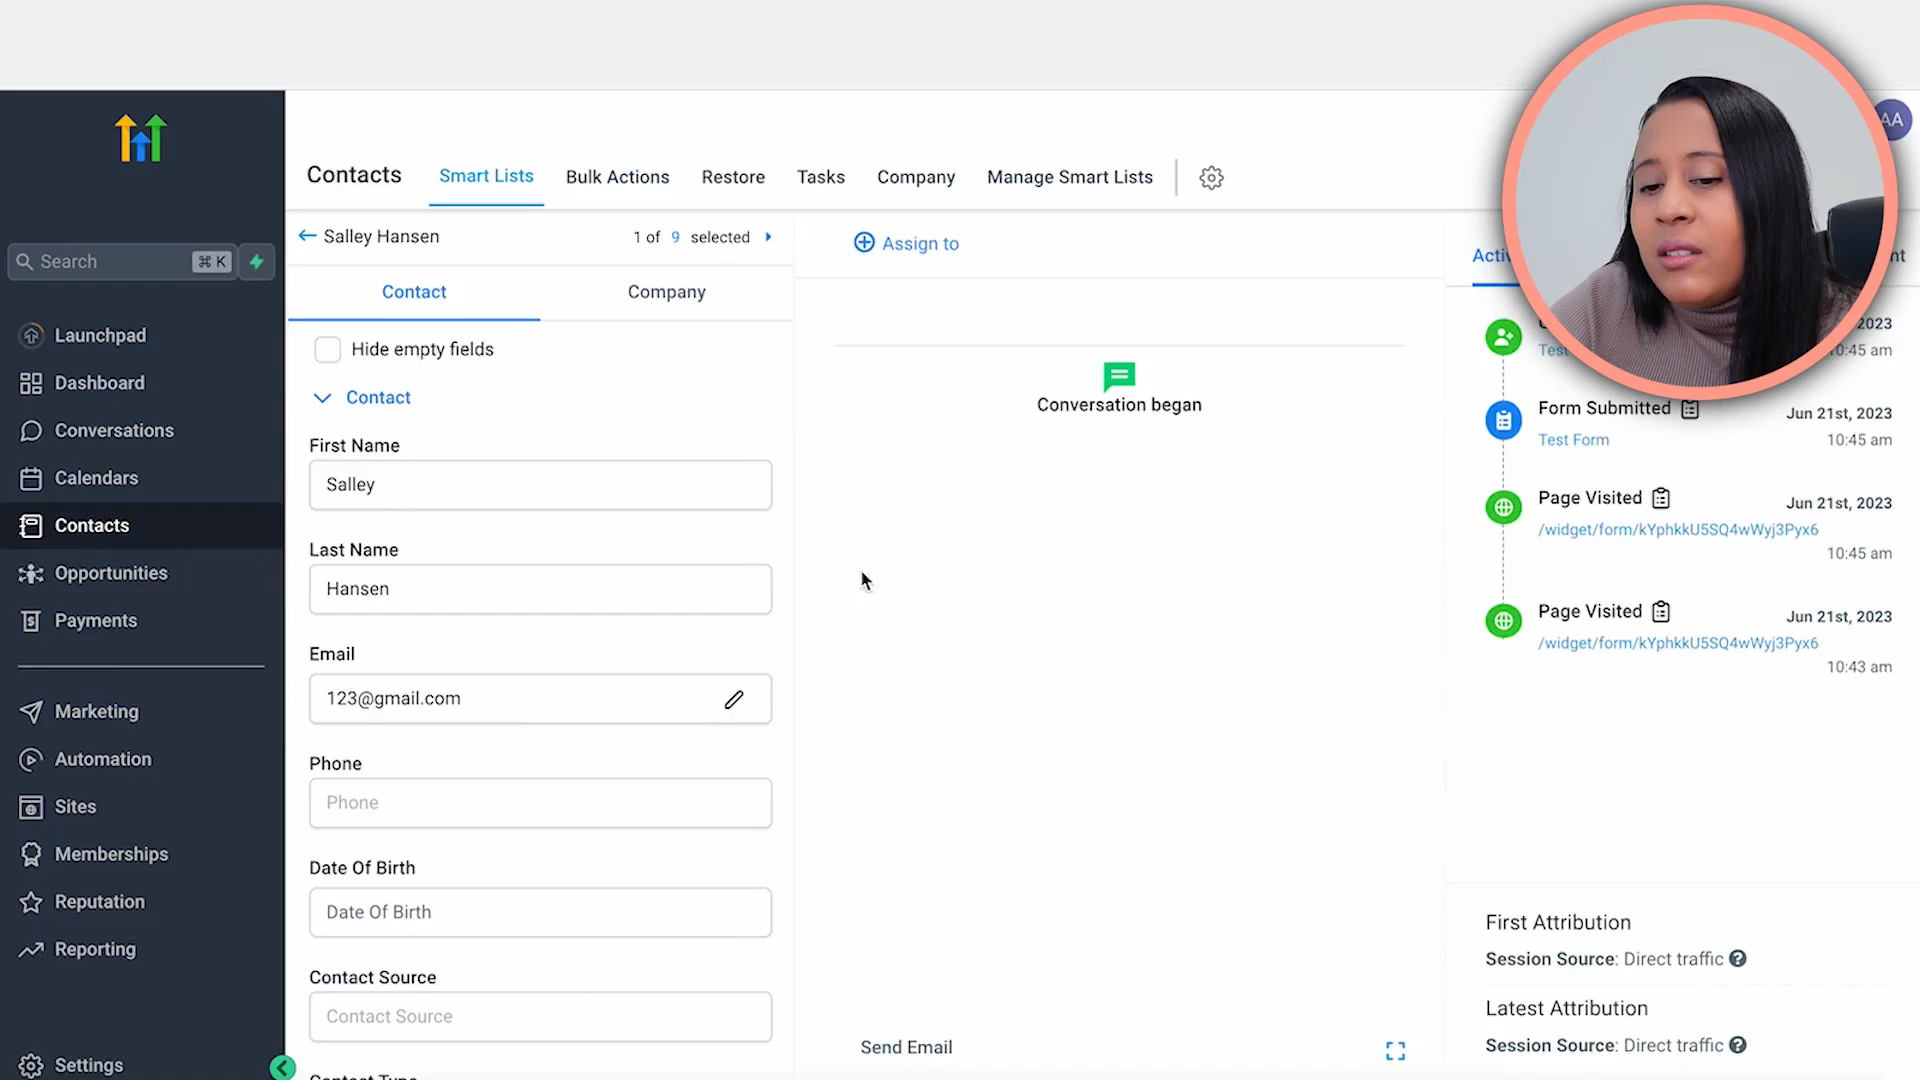 AA
Contacts
Smart Lists
Bulk Actions
Restore
Tasks
Company
Manage Smart Lists
Search
⌘ K
Launchpad
Dashboard
Conversations
Calendars
Contacts
Opportunities
Payments
Marketing
Automation
Sites
Memberships
Reputation
Reporting
Settings
Salley Hansen
1 of 9 selected
Contact
Company
Hide empty fields
Contact
First Name
Salley
Last Name
Hansen
Email
123@gmail.com
Phone
Phone
Date Of Birth
Date Of Birth
Contact Source
Contact Source
Contact Type
Assign to
Conversation began
Send Email
2023
Test
10:45 am
Form Submitted
Jun 21st, 2023
Test Form
10:45 am
Page Visited
Jun 21st, 2023
/widget/form/kYphkkU5SQ4wWyj3Pyx6
10:45 am
Page Visited
Jun 21st, 2023
/widget/form/kYphkkU5SQ4wWyj3Pyx6
10:43 am
First Attribution
Session Source: Direct traffic
Latest Attribution
Session Source: Direct traffic